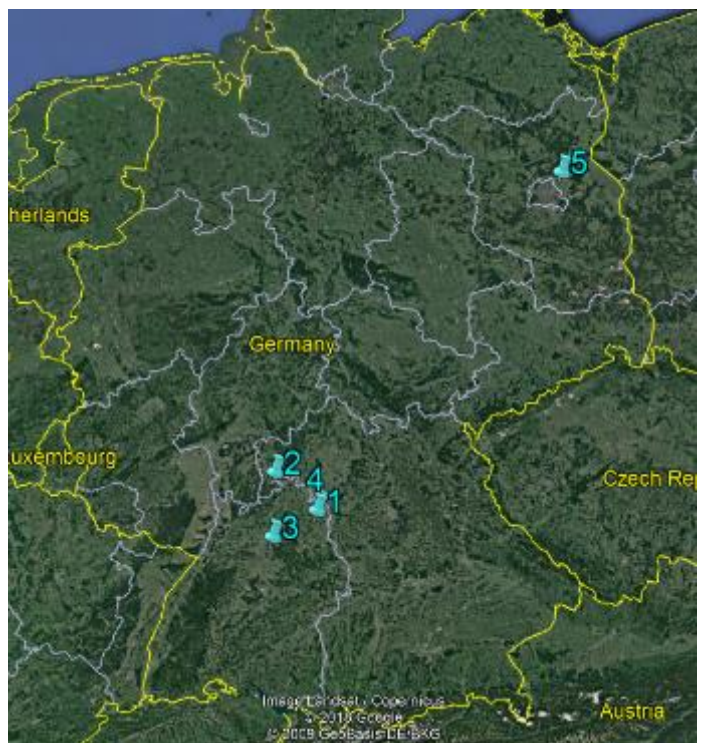 5
herlands
Germany
uxembourg
2
4
1
3
Czech Rep
Image Landsat / Copernicus
© 2018 Google
© 2009 GeoBasis-DE/BKG
Austria